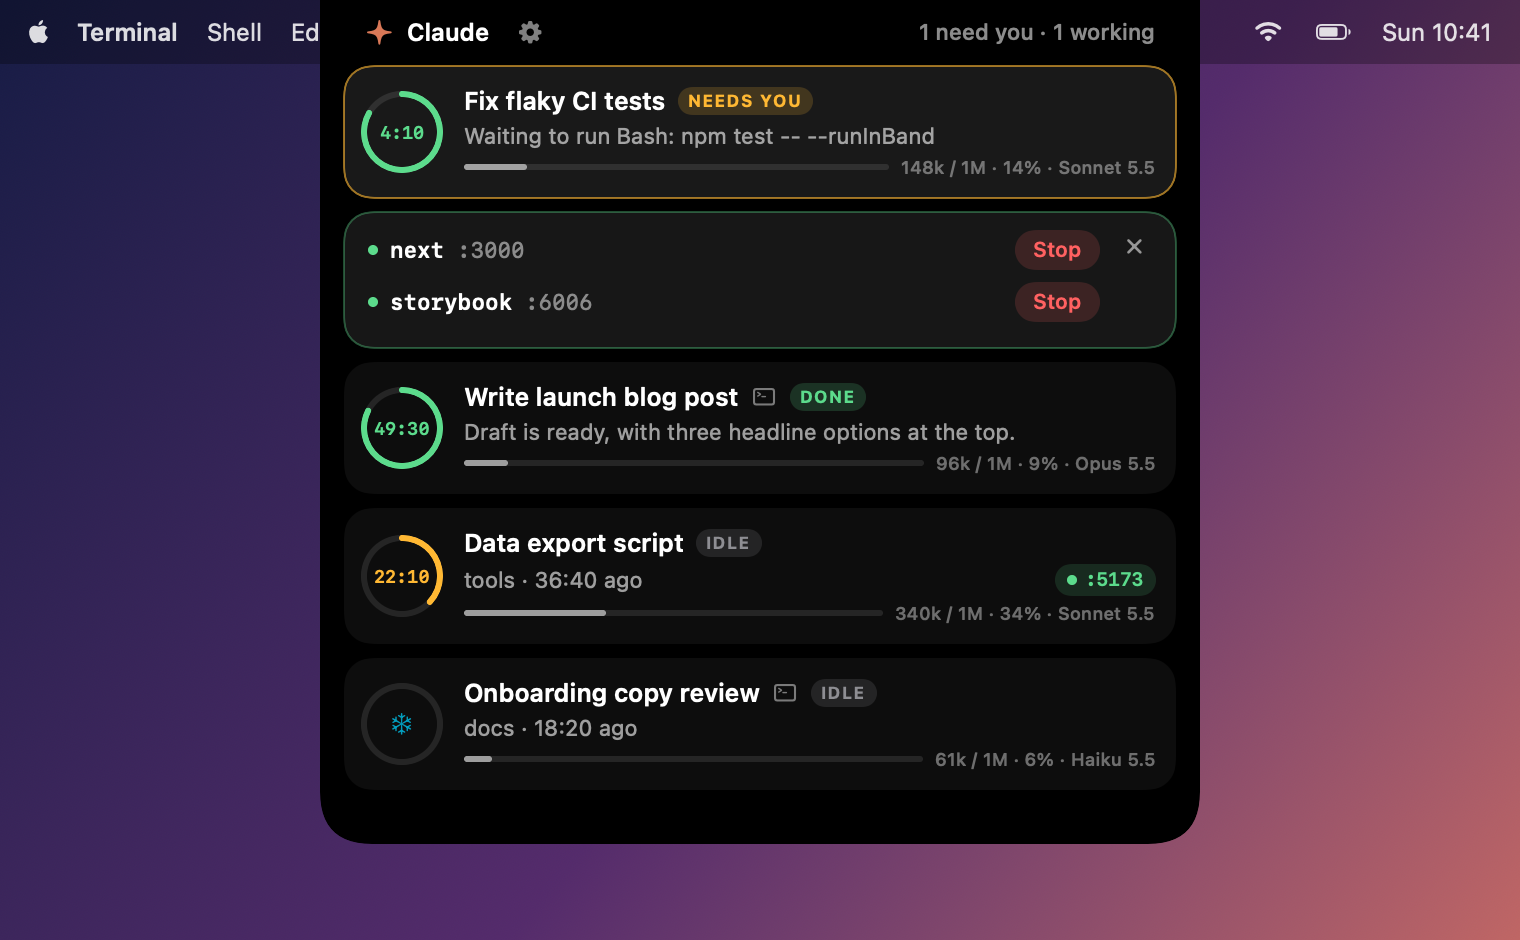 Terminal Shell Ed
Claude
1 need you · 1 working
Sun 10:41
4:10
Fix flaky CI tests NEEDS YOU
Waiting to run Bash: npm test -- --runInBand
148k / 1M · 14% · Sonnet 5.5
next :3000 Stop ✕
storybook :6006 Stop
49:30
Write launch blog post DONE
Draft is ready, with three headline options at the top.
96k / 1M · 9% · Opus 5.5
22:10
Data export script IDLE
tools · 36:40 ago
:5173
340k / 1M · 34% · Sonnet 5.5
Onboarding copy review IDLE
docs · 18:20 ago
61k / 1M · 6% · Haiku 5.5